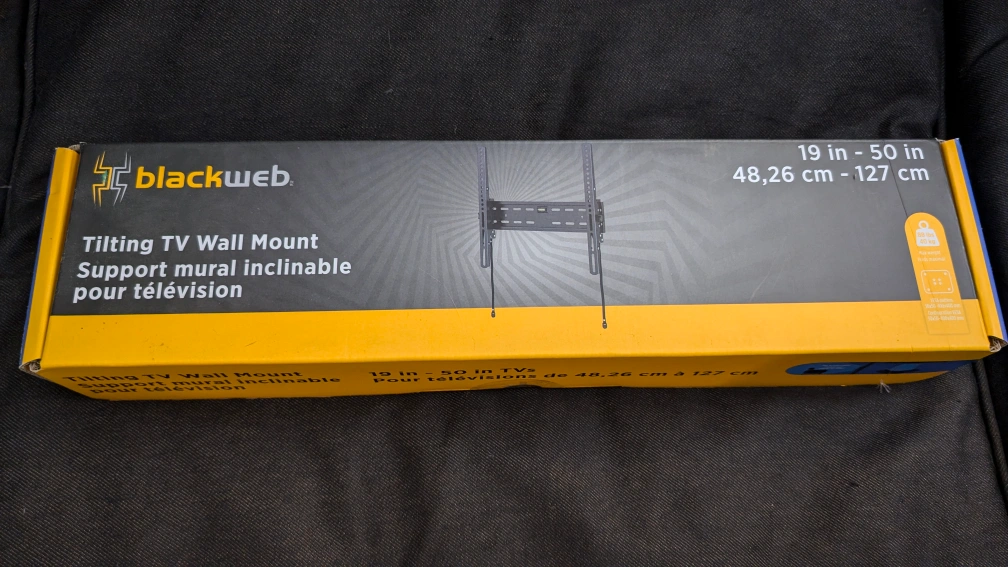 blackweb
19 in - 50 in
48,26 cm - 127 cm
Tilting TV Wall Mount
Support mural inclinable
pour télévision
Tilting TV Wall Mount
Support mural inclinable
pour télévision
19 in - 50 in TVs
Pour télévisions de 48,26 cm à 127 cm